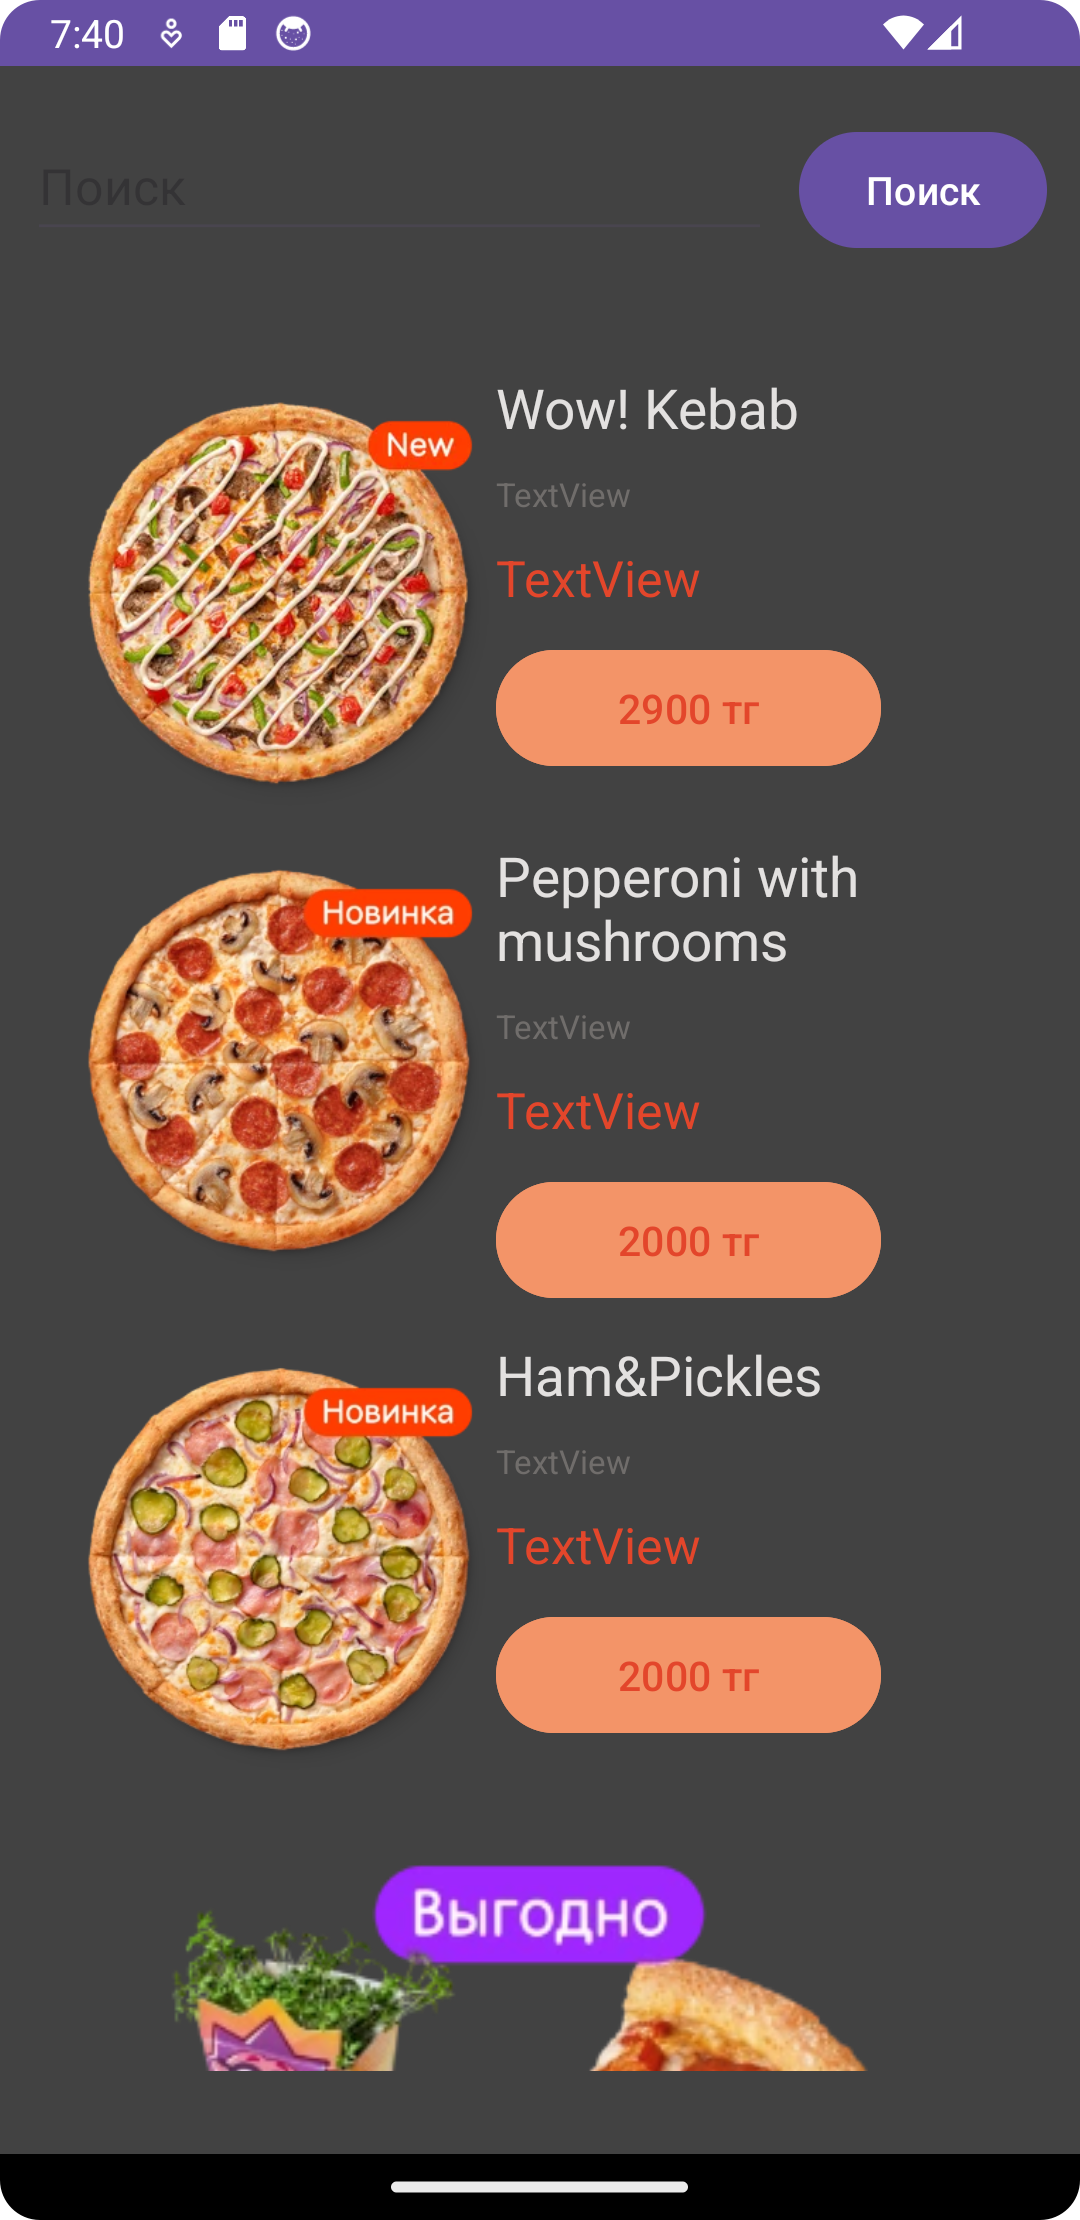 7:40
Поиск
Поиск
Wow! Kebab
New
TextView
TextView
2900 тг
Pepperoni with
mushrooms
Новинка
TextView
TextView
2000 тг
Ham&Pickles
Новинка
TextView
TextView
2000 тг
Выгодно